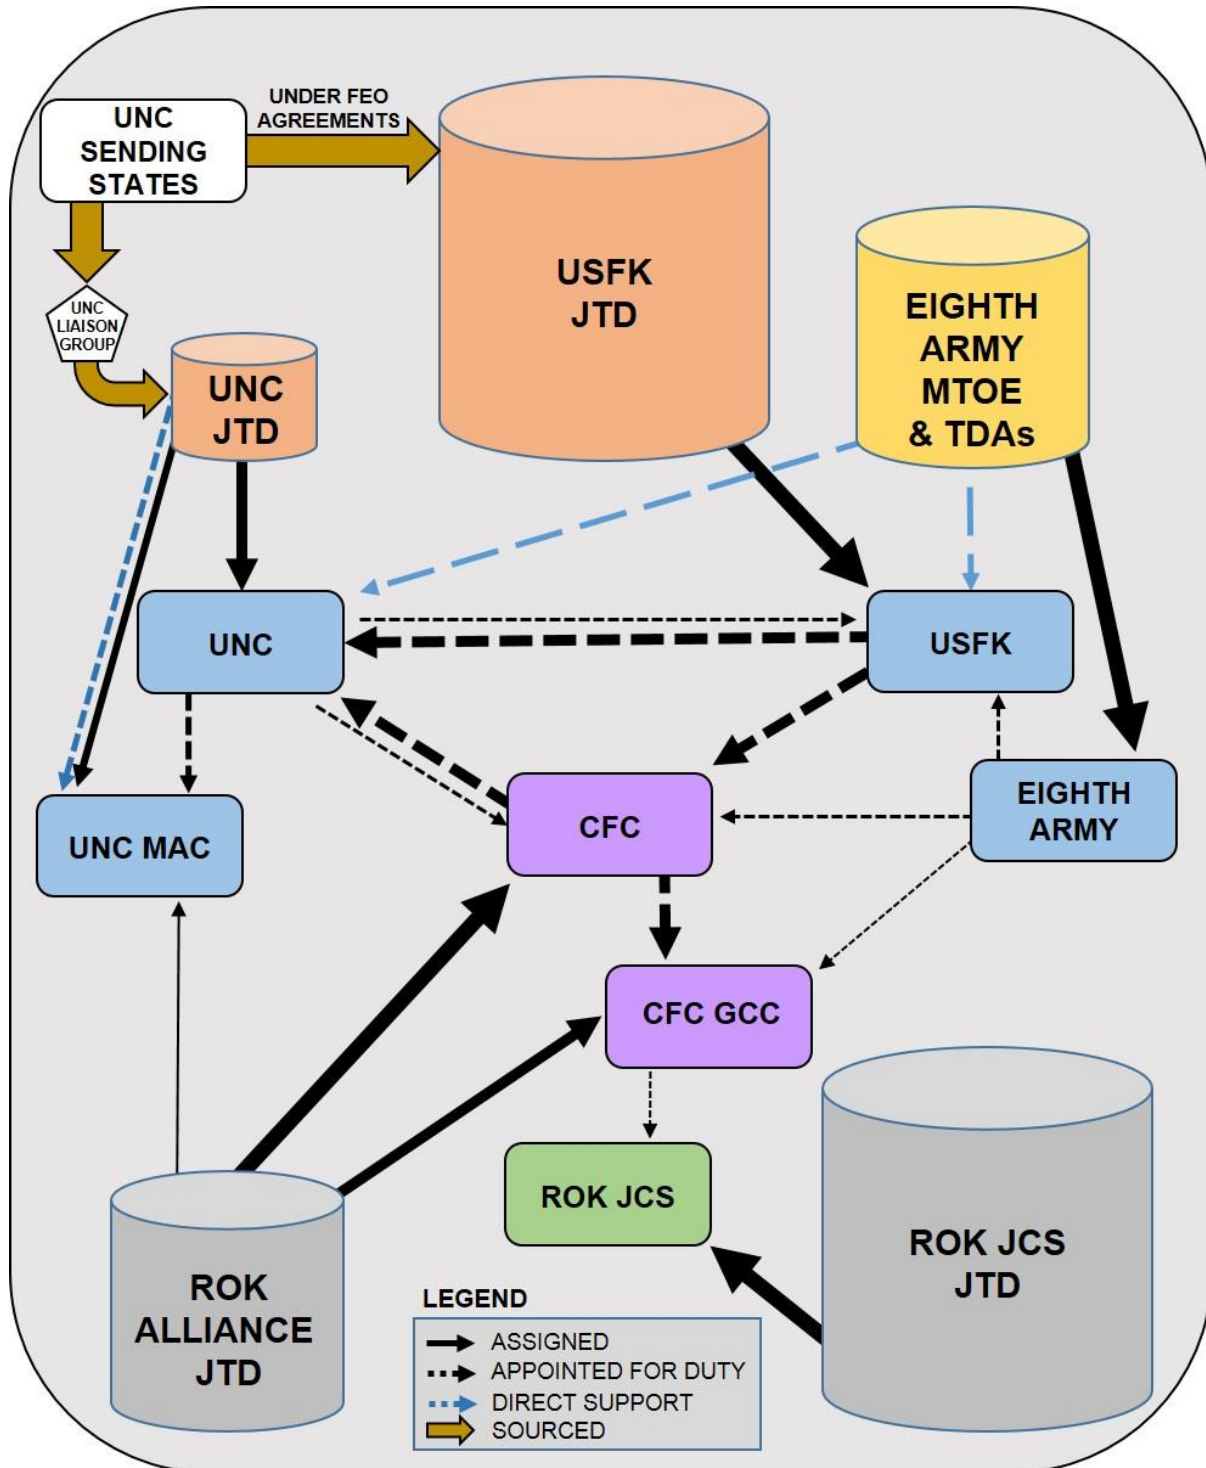 UNC
SENDING
STATES
UNDER FEO
AGREEMENTS
UNC
LIAISON
GROUP
UNC
JTD
USFK
JTD
EIGHTH
ARMY
MTOE
& TDAs
UNC
USFK
UNC MAC
CFC
EIGHTH
ARMY
CFC GCC
ROK JCS
ROK
ALLIANCE
JTD
ROK JCS
JTD
LEGEND
ASSIGNED
APPOINTED FOR DUTY
DIRECT SUPPORT
SOURCED